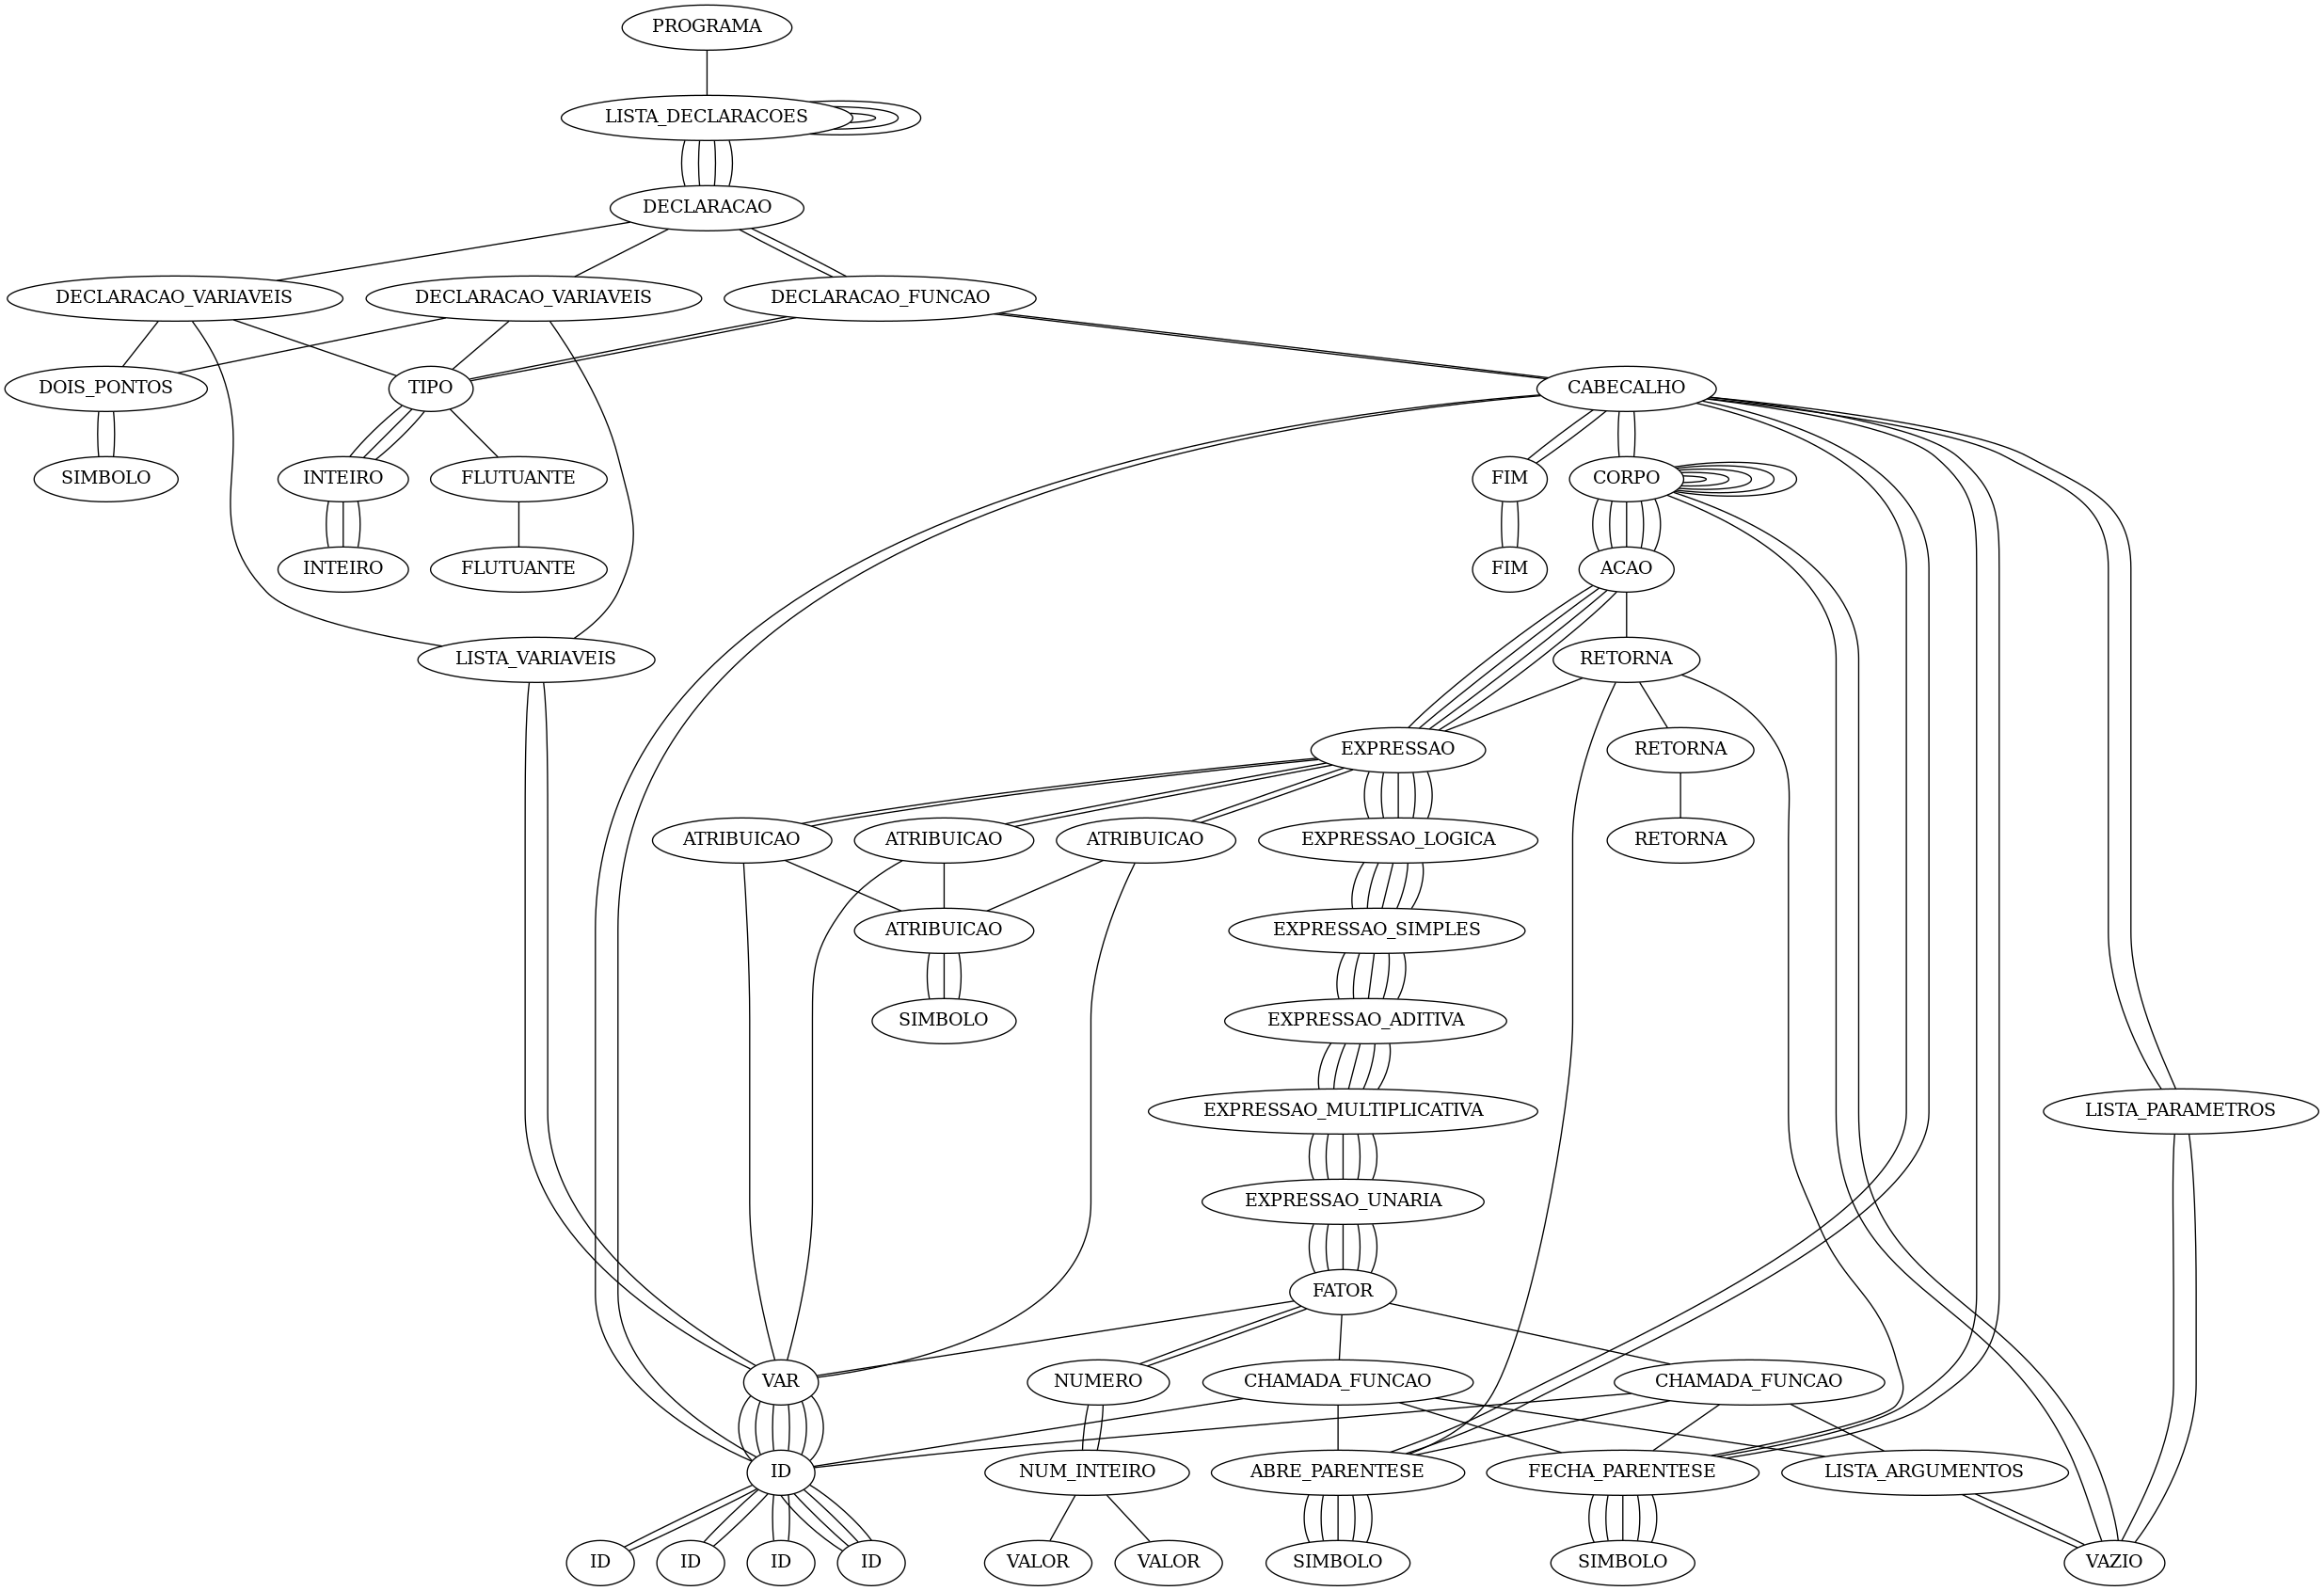 PROGRAMA
LISTA_DECLARACOES
DECLARACAO
DECLARACAO_VARIAVEIS
DECLARACAO_VARIAVEIS
DECLARACAO_FUNCAO
DOIS_PONTOS
TIPO
CABECALHO
SIMBOLO
INTEIRO
FLUTUANTE
FIM
CORPO
INTEIRO
FLUTUANTE
FIM
ACAO
LISTA_VARIAVEIS
RETORNA
EXPRESSAO
RETORNA
ATRIBUICAO
ATRIBUICAO
ATRIBUICAO
EXPRESSAO_LOGICA
RETORNA
ATRIBUICAO
EXPRESSAO_SIMPLES
SIMBOLO
EXPRESSAO_ADITIVA
EXPRESSAO_MULTIPLICATIVA
LISTA_PARAMETROS
EXPRESSAO_UNARIA
FATOR
VAR
NUMERO
CHAMADA_FUNCAO
CHAMADA_FUNCAO
ID
NUM_INTEIRO
ABRE_PARENTESE
FECHA_PARENTESE
LISTA_ARGUMENTOS
ID
ID
ID
ID
VALOR
VALOR
SIMBOLO
SIMBOLO
VAZIO